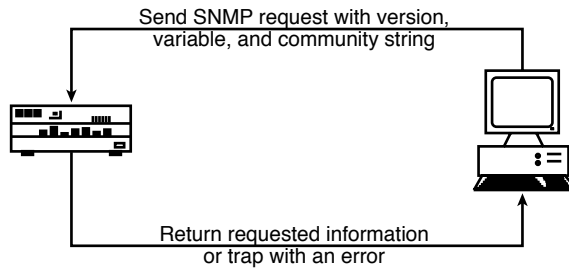 Send SNMP request with version,
variable, and community string
Return requested information
or trap with an error